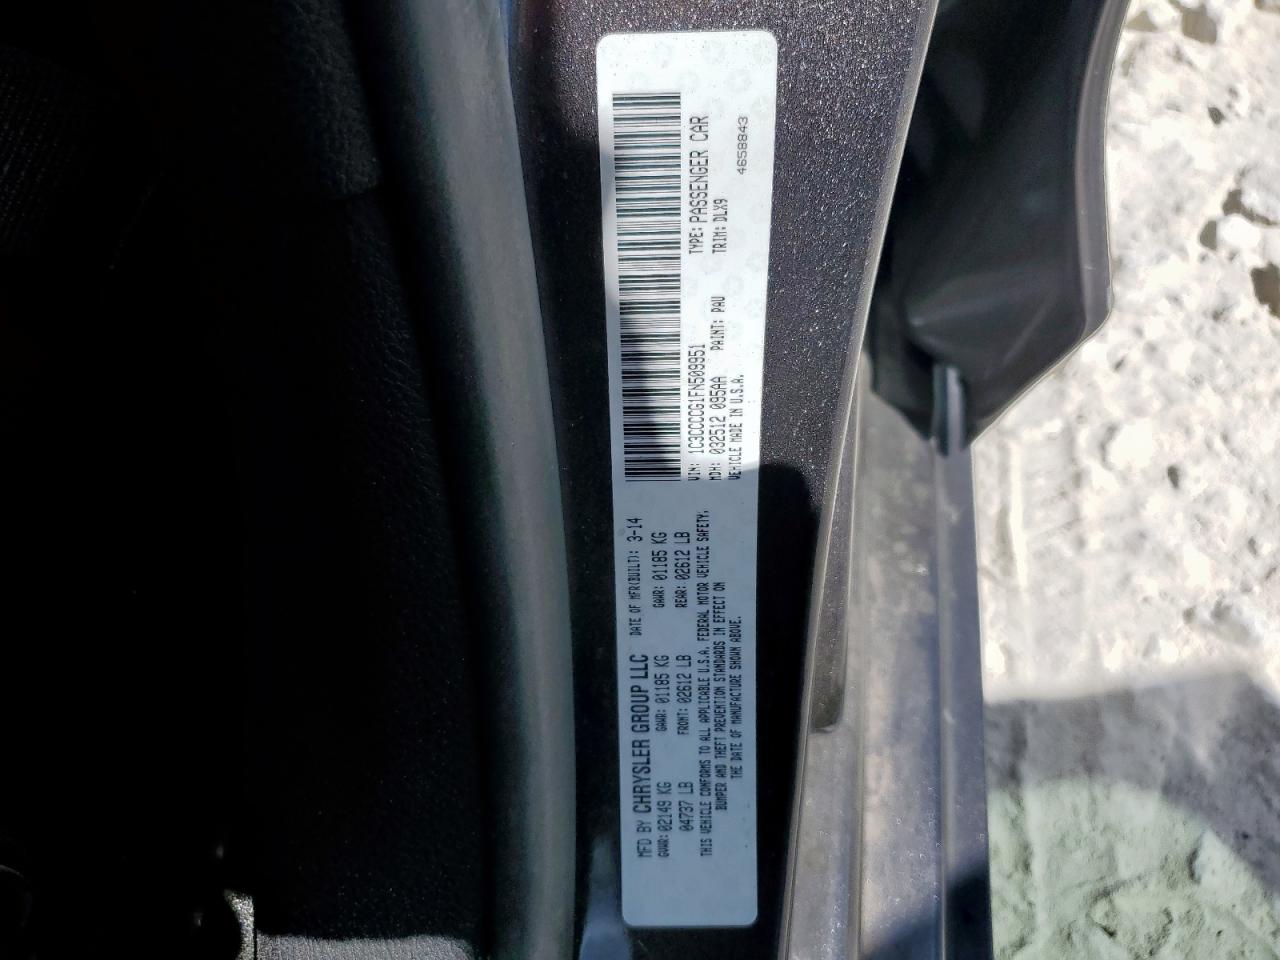 MFD BY CHRYSLER GROUP LLC DATE OF MFR(BUILT): 3-14
GVWR: 02149 KG GAWR: 01185 KG GAWR: 01185 KG
04737 LB FRONT: 02612 LB REAR: 02612 LB
THIS VEHICLE CONFORMS TO ALL APPLICABLE U.S.A. FEDERAL MOTOR VEHICLE SAFETY,
BUMPER AND THEFT PREVENTION STANDARDS IN EFFECT ON
THE DATE OF MANUFACTURE SHOWN ABOVE.
VIN: 1C3CCCCG1FN509951 TYPE: PASSENGER CAR
MDH: 032512 095AA PAINT: PAU TRIM: DLX9
VEHICLE MADE IN U.S.A. 4658843